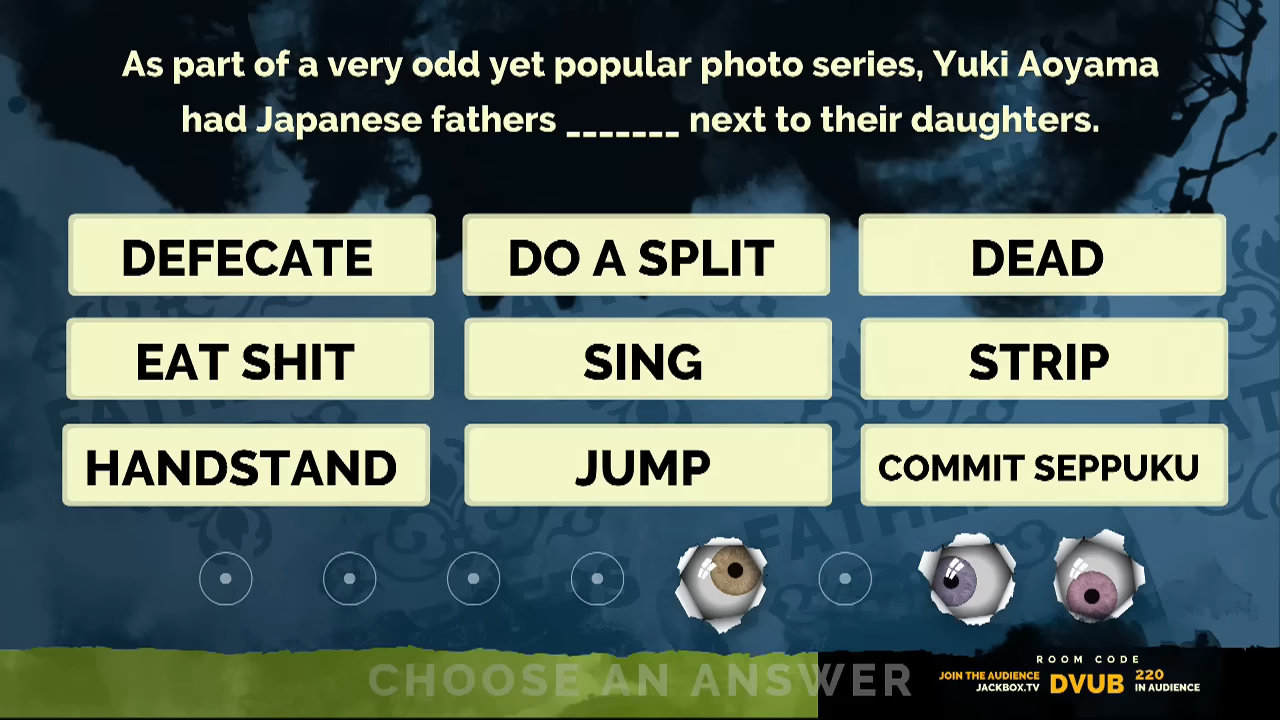 As part of a very odd yet popular photo series, Yuki Aoyama
had Japanese fathers _______ next to their daughters.
DEFECATE
DO A SPLIT
DEAD
EAT SHIT
SING
STRIP
HANDSTAND
JUMP
COMMIT SEPPUKU
CHOOSE AN ANSWER
ROOM CODE
JOIN THE AUDIENCE
JACKBOX.TV
DVUB
220
IN AUDIENCE